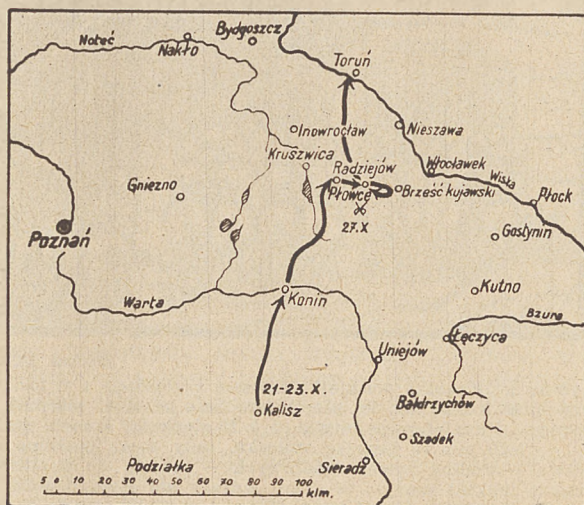 Bydgoszcz
Noteć
Nakło
Toruń
Inowrocław
Nieszawa
Kruszwica
Radziejów
Włocławek
Wisła
Gniezno
Płowce
Brześć kujawski
Płock
27.X
Gostynin
Poznań
Konin
Kutno
Warta
Bzura
Łęczyca
Uniejów
21-23.X.
Bałdrzychów
Kalisz
Szadek
Sieradz
Podziałka
5 0 10 20 30 40 50 60 70 80 90 100
klm.